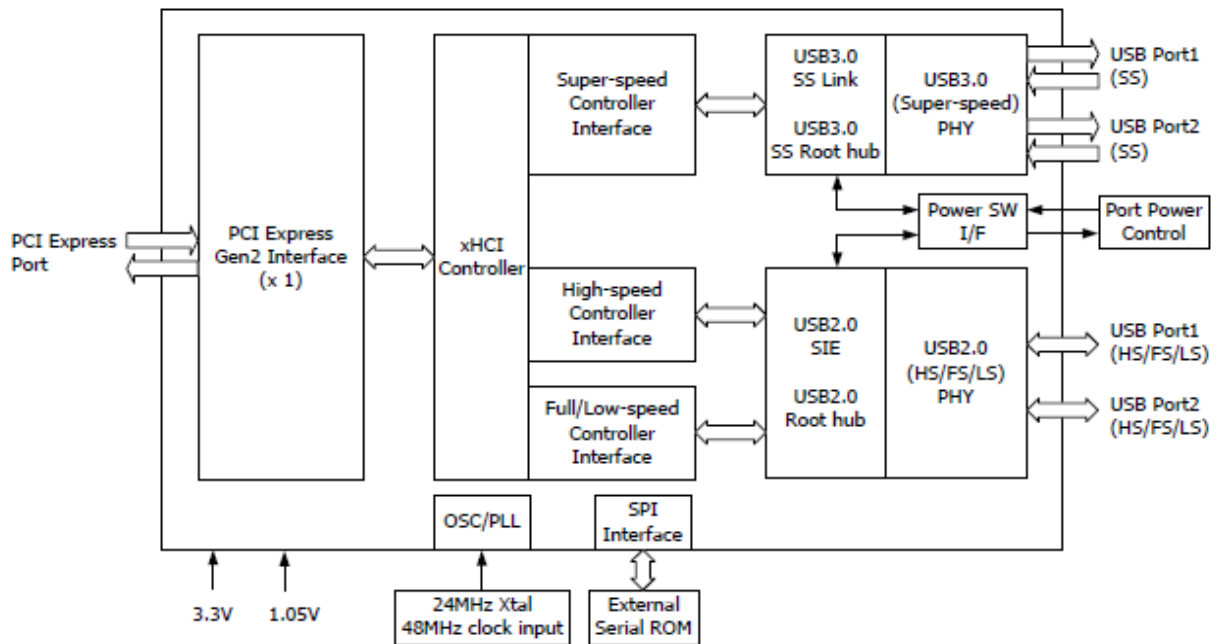 PCI Express
Port
PCI Express
Gen2 Interface
(x 1)
xHCI
Controller
Super-speed
Controller
Interface
High-speed
Controller
Interface
Full/Low-speed
Controller
Interface
USB3.0
SS Link
USB3.0
SS Root hub
USB3.0
(Super-speed)
PHY
USB Port1
(SS)
USB Port2
(SS)
Power SW
I/F
Port Power
Control
USB2.0
SIE
USB2.0
Root hub
USB2.0
(HS/FS/LS)
PHY
USB Port1
(HS/FS/LS)
USB Port2
(HS/FS/LS)
OSC/PLL
SPI
Interface
3.3V
1.05V
24MHz Xtal
48MHz clock input
External
Serial ROM